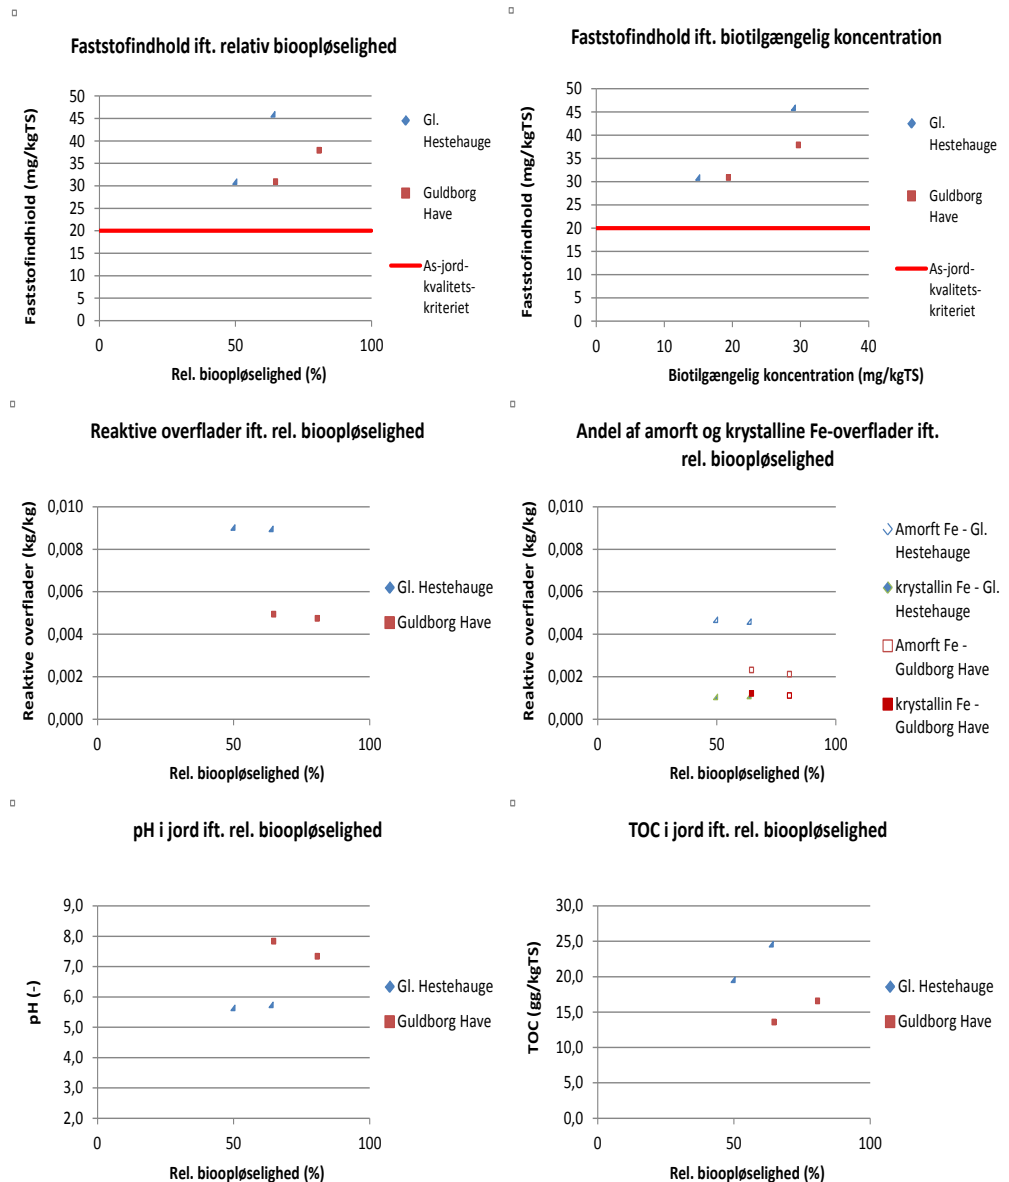 Faststofindhold ift. relativ bioopløselighed
Faststofindhiold (mg/kgTS)
50
45
40
35
30
25
20
15
10
5
0
0 50 100
Rel. bioopløselighed (%)
Gl.
Hestehauge
Guldborg
Have
As-jord-
kvalitets-
kriteriet
Faststofindhold ift. biotilgængelig koncentration
Faststofindhold (mg/kgTS)
50
45
40
35
30
25
20
15
10
5
0
0 10 20 30 40
Biotilgængelig koncentration (mg/kgTS)
Gl.
Hestehauge
Guldborg
Have
As-jord-
kvalitets-
kriteriet
Reaktive overflader ift. rel. bioopløselighed
Reaktive overflader (kg/kg)
0,010
0,008
0,006
0,004
0,002
0,000
0 50 100
Rel. bioopløselighed (%)
Gl. Hestehauge
Guldborg Have
Andel af amorft og krystalline Fe-overflader ift.
rel. bioopløselighed
Reaktive overflader (kg/kg)
0,010
0,008
0,006
0,004
0,002
0,000
0 50 100
Rel. bioopløselighed (%)
Amorft Fe - Gl.
Hestehauge
krystallin Fe - Gl.
Hestehauge
Amorft Fe -
Guldborg Have
krystallin Fe -
Guldborg Have
pH i jord ift. rel. bioopløselighed
pH (-)
9,0
8,0
7,0
6,0
5,0
4,0
3,0
2,0
0 50 100
Rel. bioopløselighed (%)
Gl. Hestehauge
Guldborg Have
TOC i jord ift. rel. bioopløselighed
TOC (gg/kgTS)
30,0
25,0
20,0
15,0
10,0
5,0
0,0
0 50 100
Rel. bioopløselighed (%)
Gl. Hestehauge
Guldborg Have